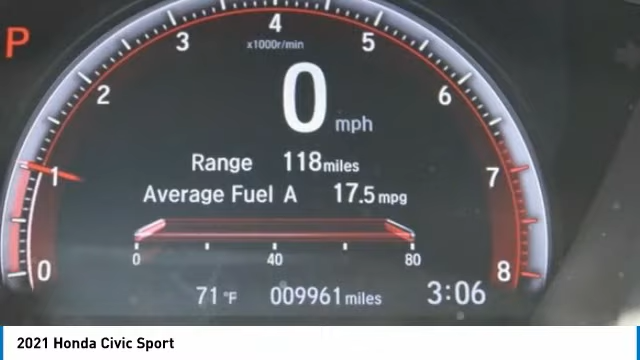 P
4
3
5
x1000r/min
2
6
0 mph
Range 118 miles
1
7
Average Fuel A 17.5 mpg
0 40 80
0
8
71 °F 009961 miles 3:06
2021 Honda Civic Sport